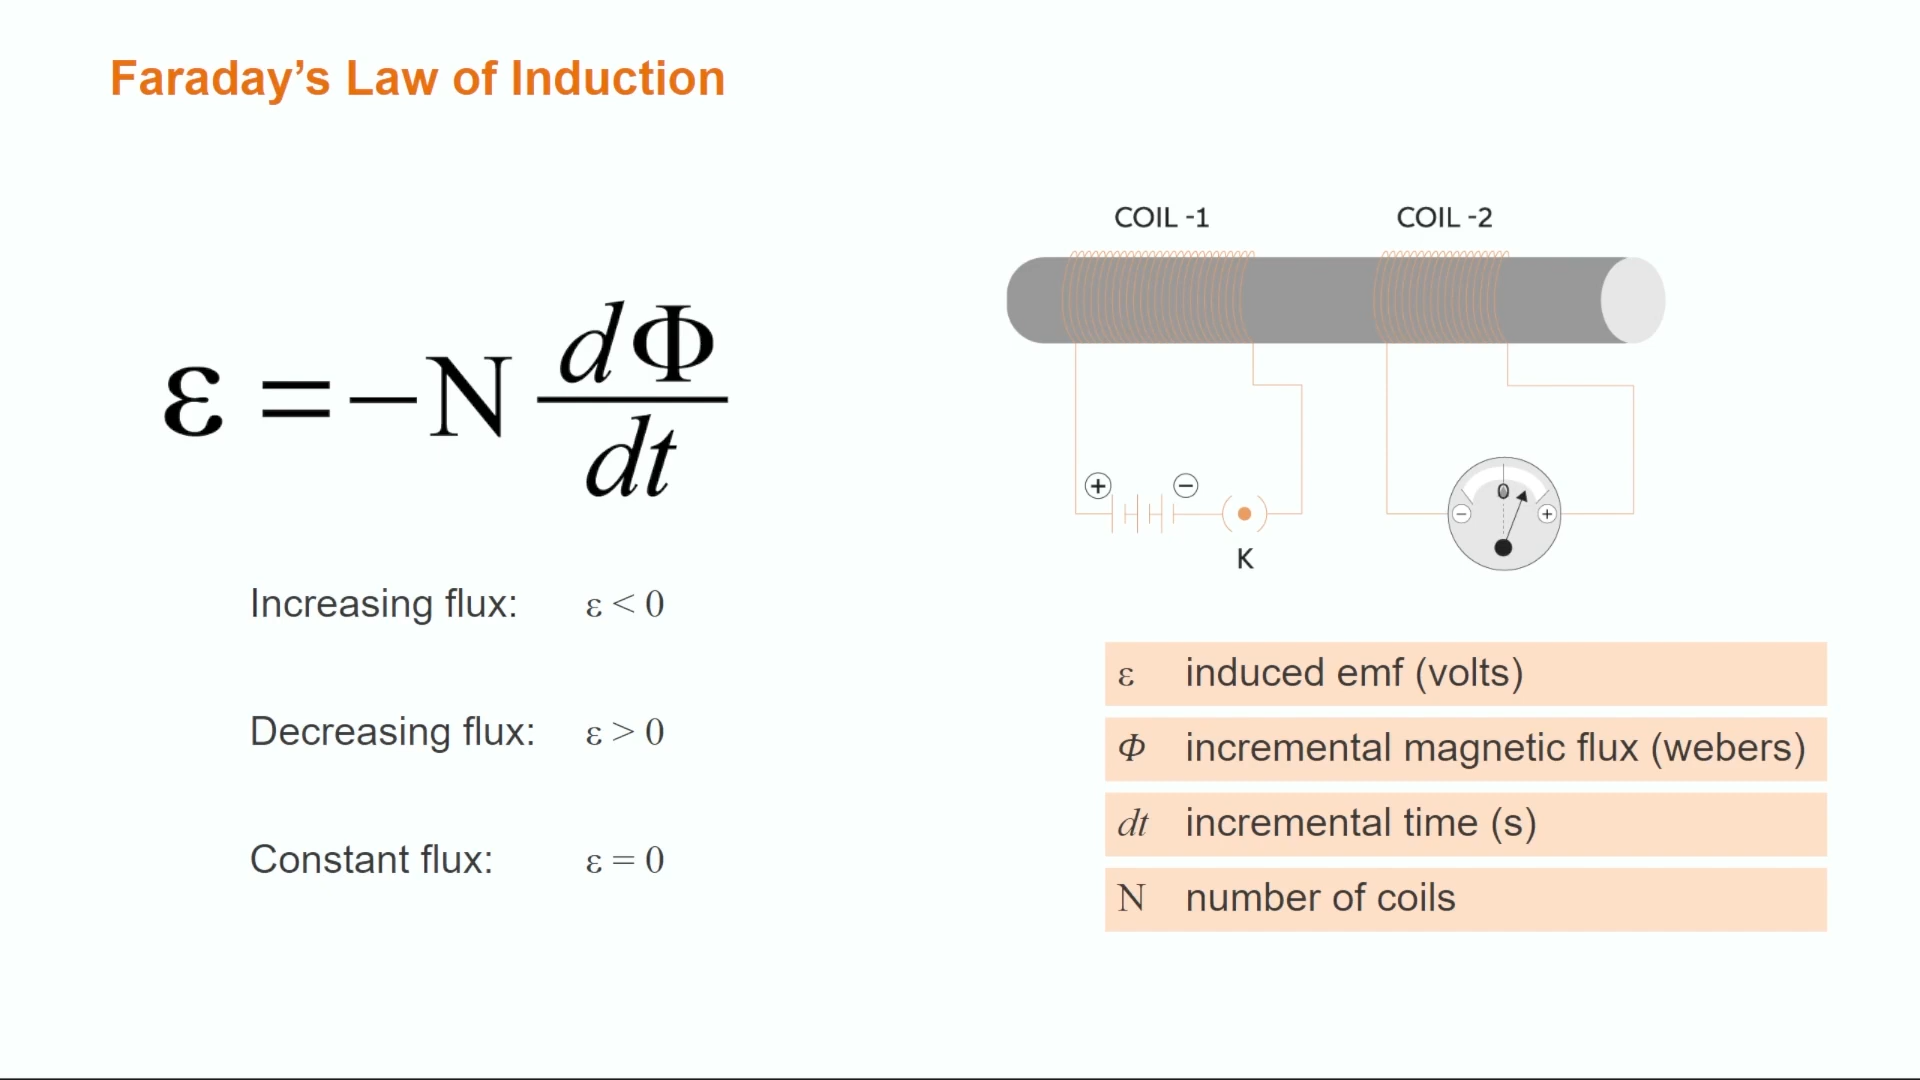 Faraday’s Law of Induction
ε = −N dΦ/dt
Increasing flux: ε < 0
Decreasing flux: ε > 0
Constant flux: ε = 0
COIL -1 COIL -2
+ −
K
0
− +
ε induced emf (volts)
Φ incremental magnetic flux (webers)
dt incremental time (s)
N number of coils